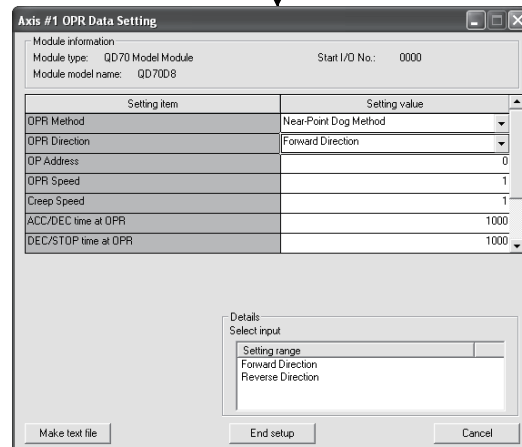 Axis #1 OPR Data Setting
Module information
Module type: QD70 Model Module Start I/O No.: 0000
Module model name: QD70D8
Setting item Setting value
OPR Method Near-Point Dog Method
OPR Direction Forward Direction
OP Address 0
OPR Speed 1
Creep Speed 1
ACC/DEC time at OPR 1000
DEC/STOP time at OPR 1000
Details
Select input
Setting range
Forward Direction
Reverse Direction
Make text file End setup Cancel